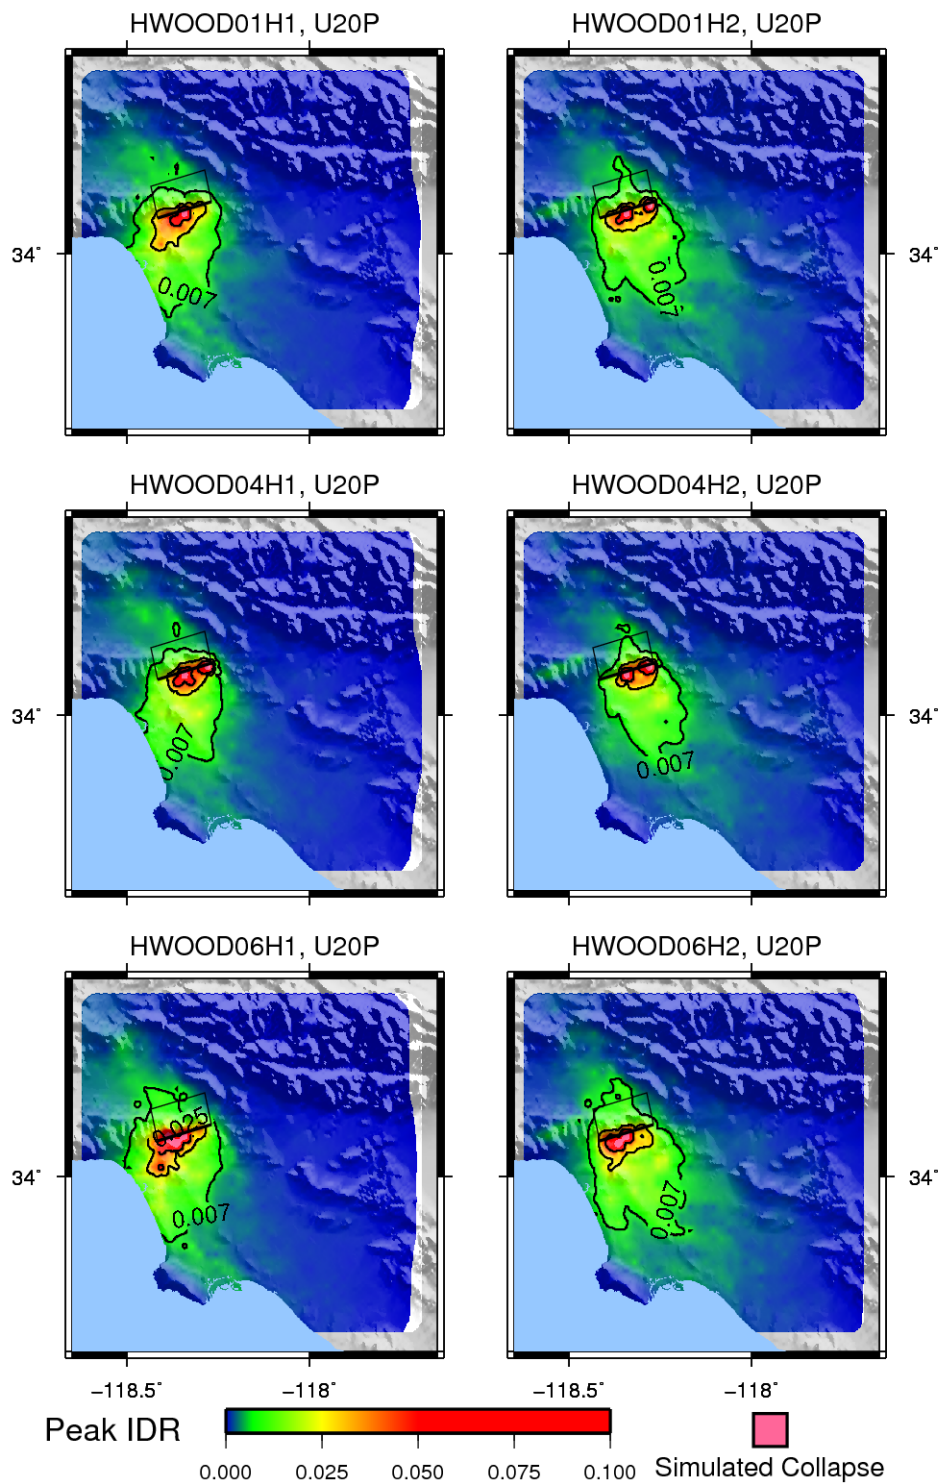 HWOOD01H1, U20P HWOOD01H2, U20P
34° 34°
0.007 0.007
HWOOD04H1, U20P HWOOD04H2, U20P
34° 34°
0.007 0.007
HWOOD06H1, U20P HWOOD06H2, U20P
0.025
34° 34°
0.007 0.007
−118.5° −118° −118.5° −118°
Peak IDR
0.000 0.025 0.050 0.075 0.100 Simulated Collapse